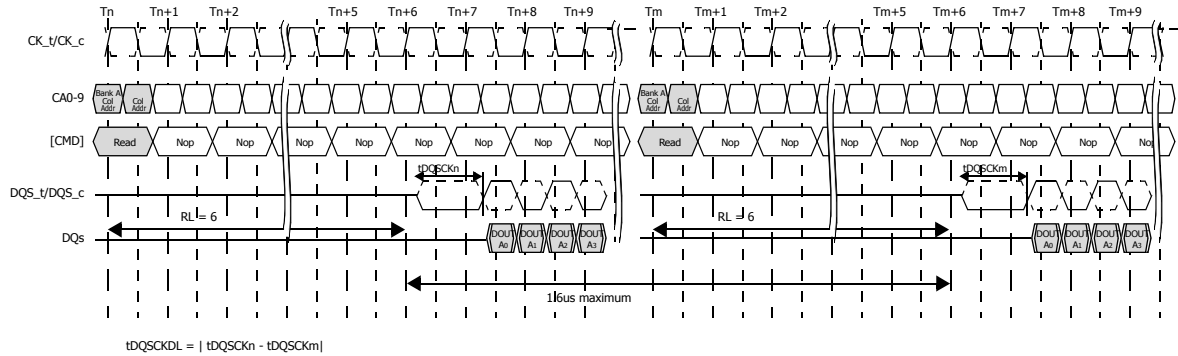 Tn Tn+1 Tn+2 Tn+5 Tn+6 Tn+7 Tn+8 Tn+9 Tm Tm+1 Tm+2 Tm+5 Tm+6 Tm+7 Tm+8 Tm+9
CK_t/CK_c
CA0-9
Bank A Col Addr
Col Addr
Bank A Col Addr
Col Addr
[CMD]
Read Nop Nop Nop Nop Nop Nop Nop Nop Read Nop Nop Nop Nop Nop Nop Nop Nop
tDQSCKn tDQSCKm
DQS_t/DQS_c
RL = 6 RL = 6
DQs
DOUT A0 DOUT A1 DOUT A2 DOUT A3 DOUT A0 DOUT A1 DOUT A2 DOUT A3
1.6us maximum
tDQSCKDL = | tDQSCKn - tDQSCKm|